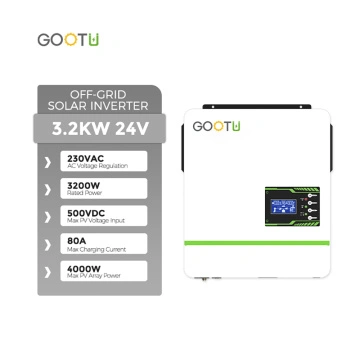 GOOTU
OFF-GRID
SOLAR INVERTER
3.2KW 24V
230VAC
AC Voltage Regulation
3200W
Rated Power
500VDC
Max PV Voltage Input
80A
Max Charging Current
4000W
Max PV Array Power
GOOTU